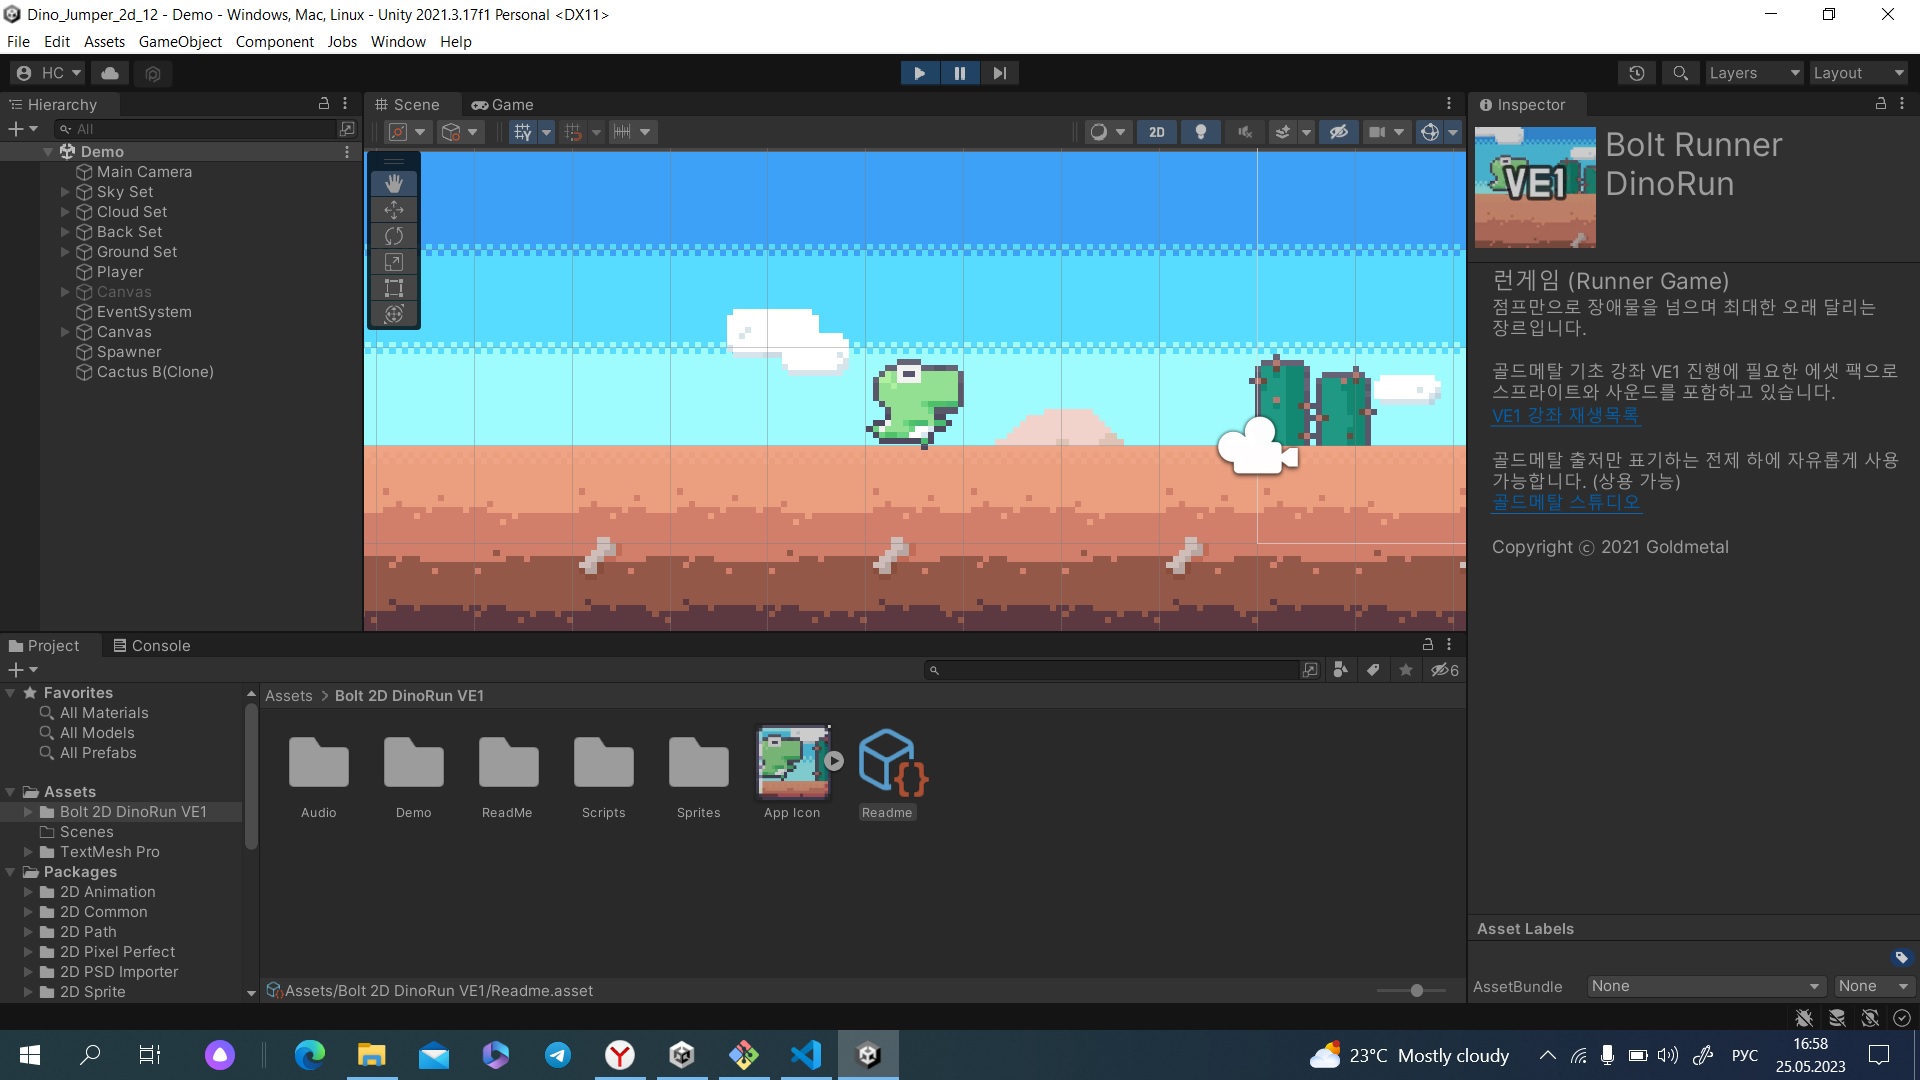 Dino_Jumper_2d_12 - Demo - Windows, Mac, Linux - Unity 2021.3.17f1 Personal <DX11>
File Edit Assets GameObject Component Jobs Window Help
HC Layers Layout
Hierarchy
All
Demo
Main Camera
Sky Set
Cloud Set
Back Set
Ground Set
Player
Canvas
EventSystem
Canvas
Spawner
Cactus B(Clone)
Scene Game
2D
Inspector
VE1
Bolt Runner
DinoRun
런게임 (Runner Game)
점프만으로 장애물을 넘으며 최대한 오래 달리는
장르입니다.
골드메탈 기초 강좌 VE1 진행에 필요한 에셋 팩으로
스프라이트와 사운드를 포함하고 있습니다.
VE1 강좌 재생목록
골드메탈 출저만 표기하는 전제 하에 자유롭게 사용
가능합니다. (상용 가능)
골드메탈 스튜디오
Copyright ⓒ 2021 Goldmetal
Project Console
6
Favorites
All Materials
All Models
All Prefabs
Assets
Bolt 2D DinoRun VE1
Scenes
TextMesh Pro
Packages
2D Animation
2D Common
2D Path
2D Pixel Perfect
2D PSD Importer
2D Sprite
Assets > Bolt 2D DinoRun VE1
Audio Demo ReadMe Scripts Sprites App Icon Readme
Assets/Bolt 2D DinoRun VE1/Readme.asset
Asset Labels
AssetBundle None None
23°C Mostly cloudy
РУС
16:58
25.05.2023